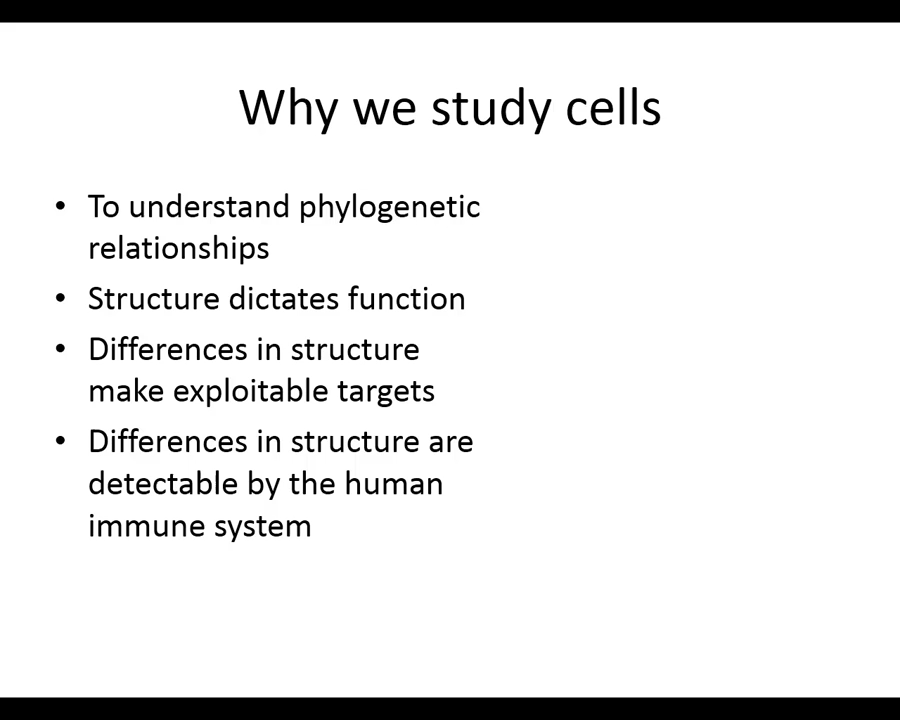 Why we study cells
• To understand phylogenetic
relationships
• Structure dictates function
• Differences in structure
make exploitable targets
• Differences in structure are
detectable by the human
immune system